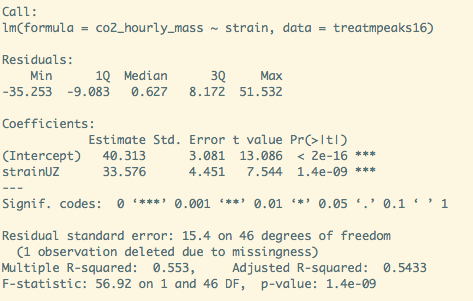 Call:
lm(formula = co2_hourly_mass ~ strain, data = treatmpeaks16)
Residuals:
Min 1Q Median 3Q Max
-35.253 -9.083 0.627 8.172 51.532
Coefficients:
Estimate Std. Error t value Pr(>|t|)
(Intercept) 40.313 3.081 13.086 < 2e-16 ***
strainUZ 33.576 4.451 7.544 1.4e-09 ***
---
Signif. codes: 0 ‘***’ 0.001 ‘**’ 0.01 ‘*’ 0.05 ‘.’ 0.1 ‘ ’ 1
Residual standard error: 15.4 on 46 degrees of freedom
(1 observation deleted due to missingness)
Multiple R-squared: 0.553, Adjusted R-squared: 0.5433
F-statistic: 56.92 on 1 and 46 DF, p-value: 1.4e-09